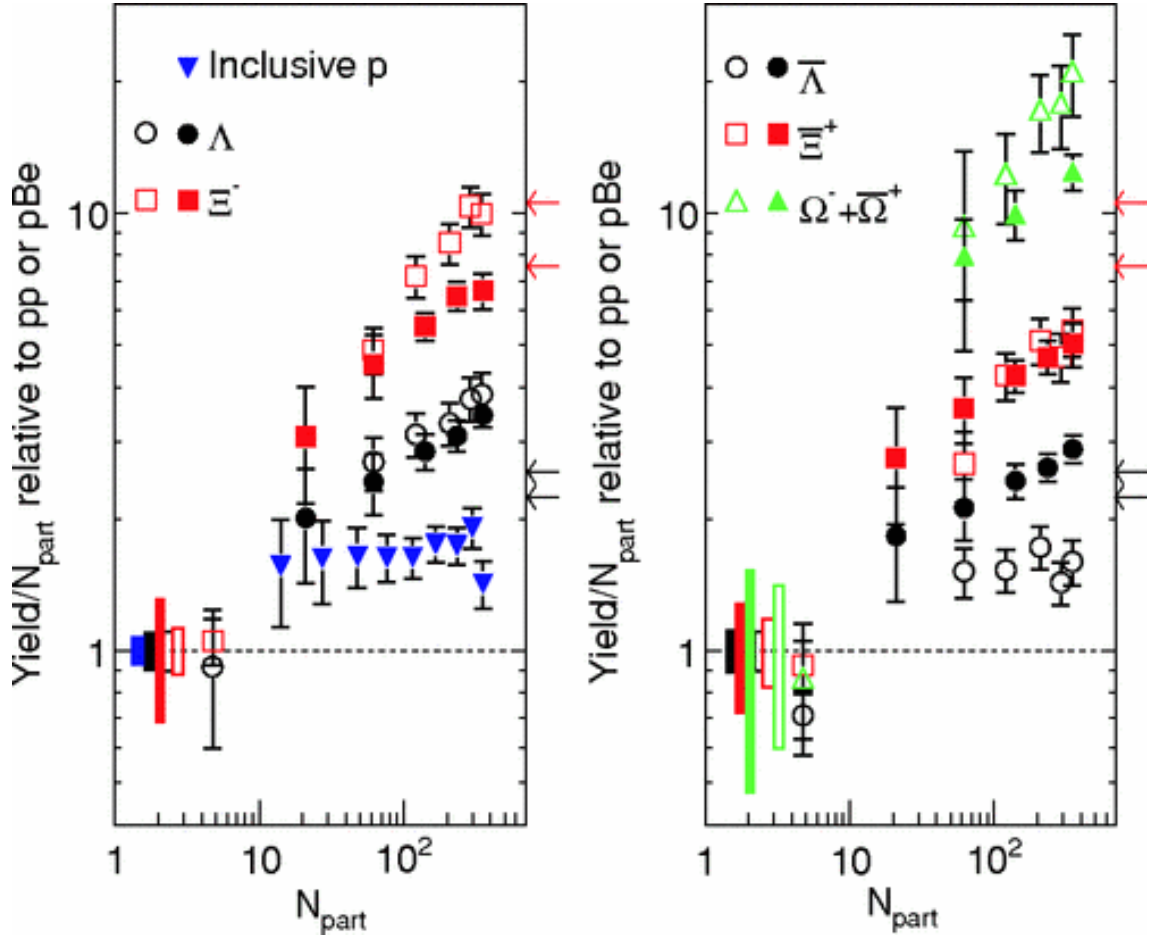 Yield/N_part relative to pp or pBe
Inclusive p
Λ
Ξ⁻
10
1
1
10
10²
N_part
Yield/N_part relative to pp or pBe
Λ̅
Ξ̅⁺
Ω⁻+Ω̅⁺
10
1
1
10
10²
N_part